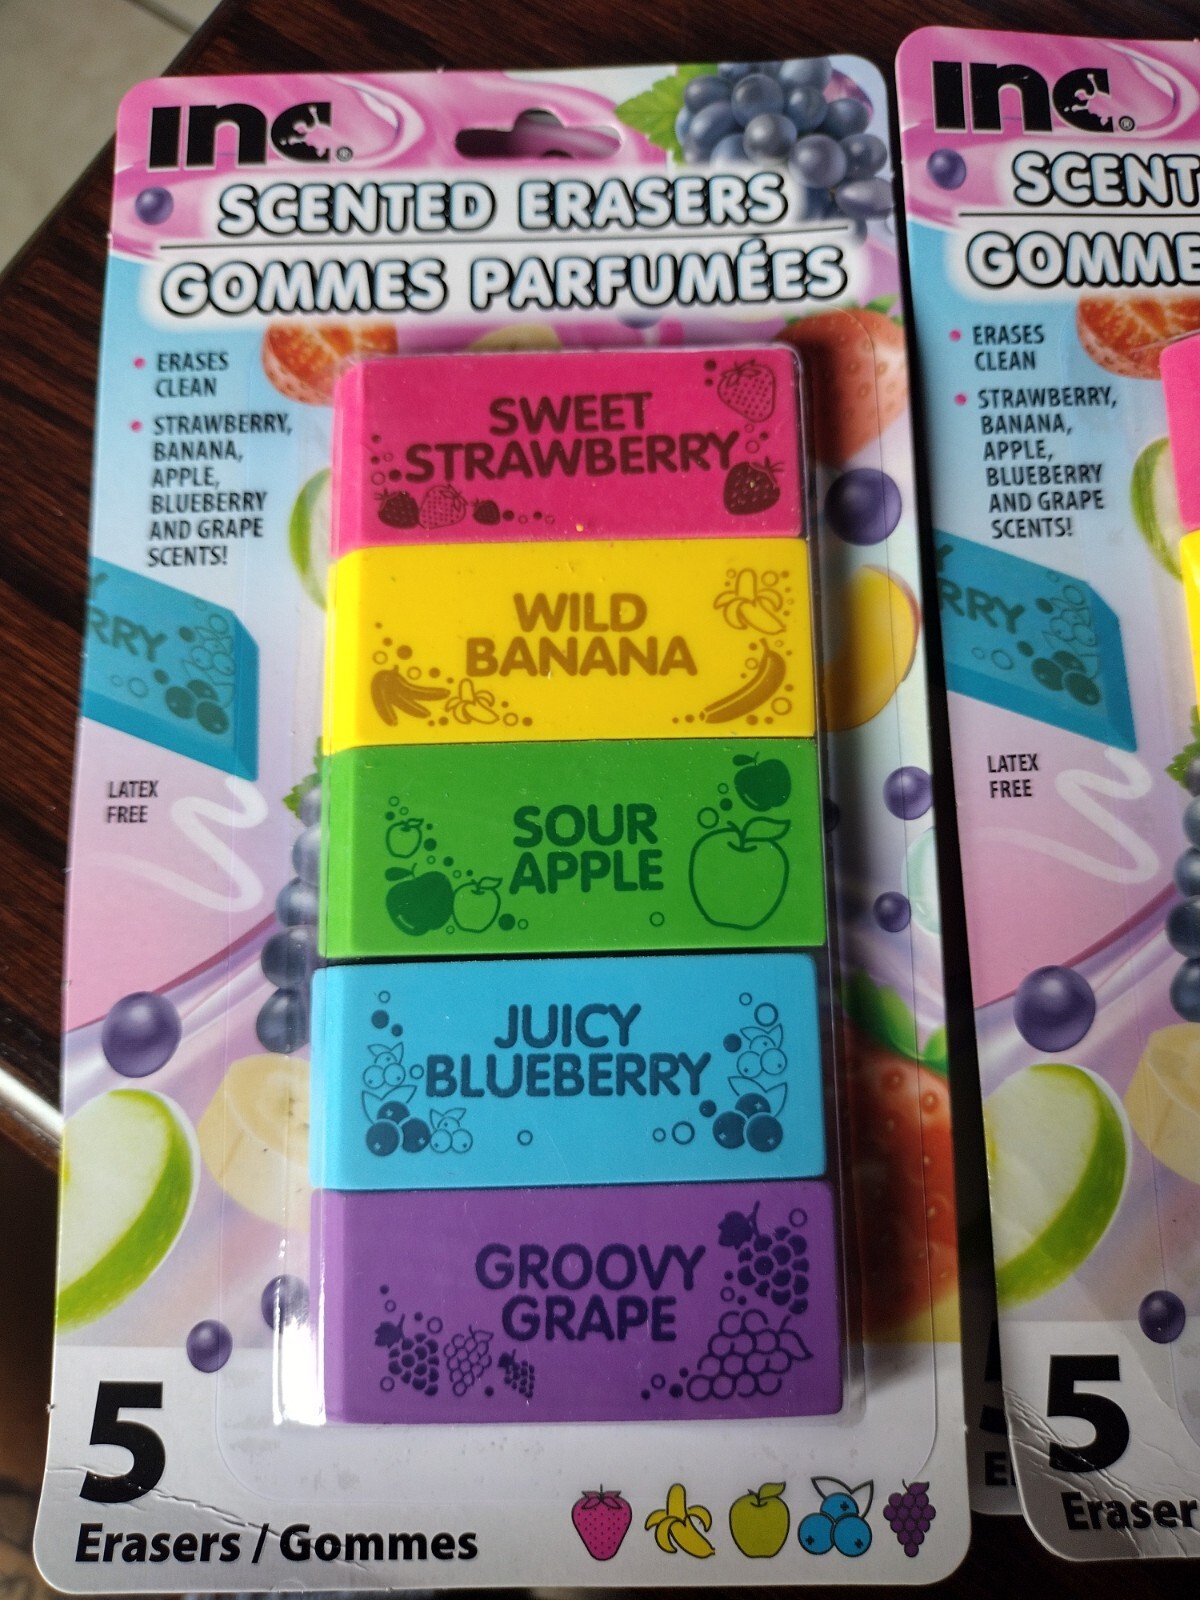 inc.®
SCENTED ERASERS
GOMMES PARFUMÉES
• ERASES
CLEAN
• STRAWBERRY,
BANANA,
APPLE,
BLUEBERRY
AND GRAPE
SCENTS!
RRY
LATEX
FREE
SWEET
STRAWBERRY
WILD
BANANA
SOUR
APPLE
JUICY
BLUEBERRY
GROOVY
GRAPE
5
Erasers / Gommes
inc.®
SCENT
GOMME
• ERASES
CLEAN
• STRAWBERRY,
BANANA,
APPLE,
BLUEBERRY
AND GRAPE
SCENTS!
RRY
LATEX
FREE
5
Eraser